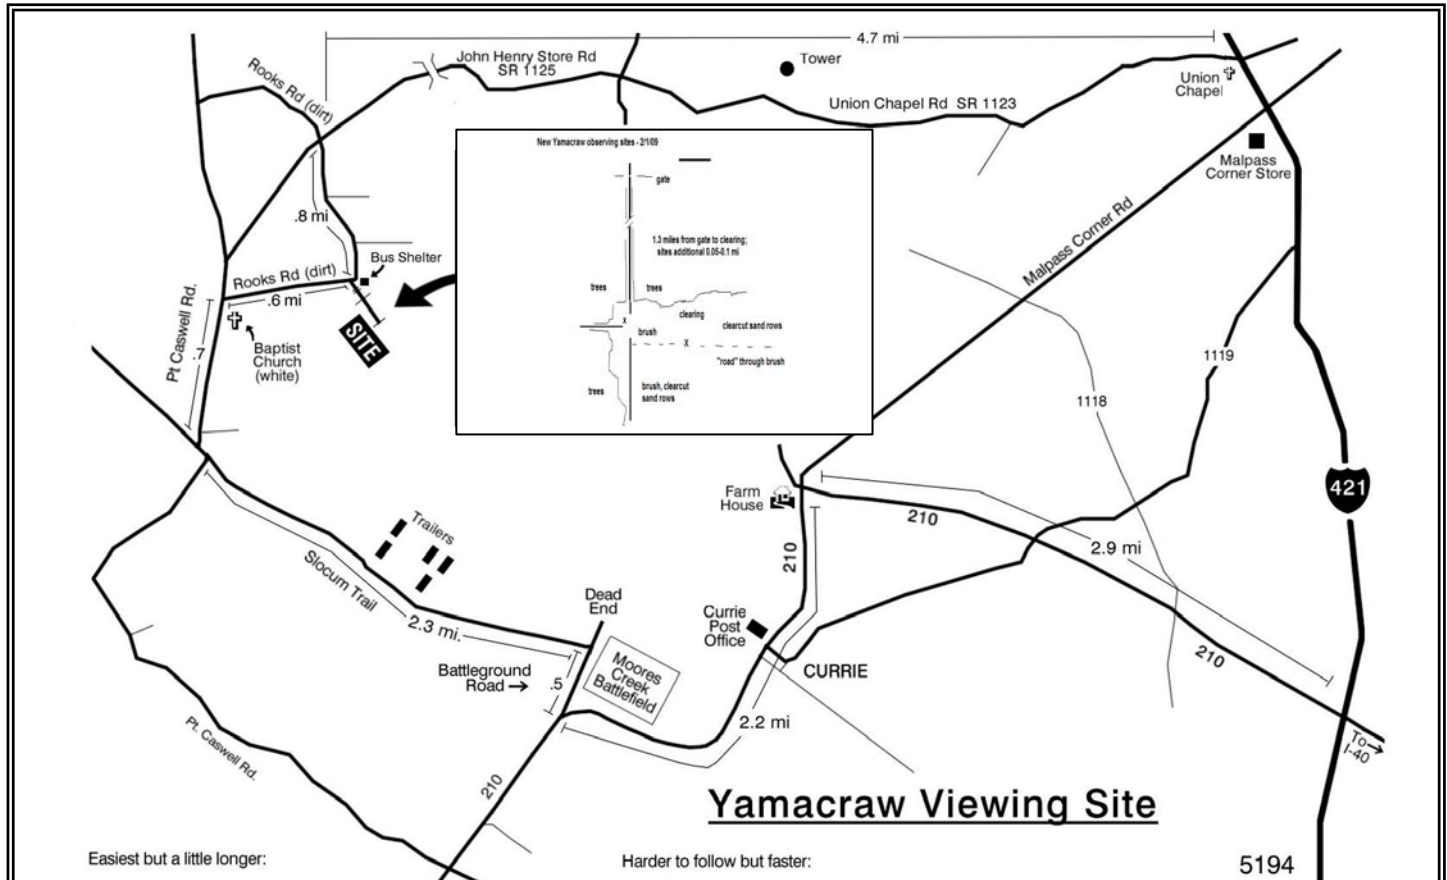 4.7 mi
John Henry Store Rd
SR 1125
Tower
Union
Chapel
Rooks Rd (dirt)
Union Chapel Rd SR 1123
New Yamacraw observing sites - 2/1/09
gate
Malpass
Corner Store
.8 mi
1.3 miles from gate to clearing;
sites additional 0.05-0.1 mi
Malpass Corner Rd
Bus Shelter
Rooks Rd (dirt)
.6 mi
trees
trees
clearing
clearcut sand rows
X
brush
X
"road" through brush
SITE
Pt Caswell Rd.
.7
Baptist
Church
(white)
1119
trees
brush, clearcut
sand rows
1118
421
Farm
House
210
2.9 mi
Trailers
210
Slocum Trail
Dead
End
Currie
Post
Office
2.3 mi.
210
Battleground
Road →
.5
Moores
Creek
Battlefield
CURRIE
2.2 mi
To
I-40
Pt. Caswell Rd.
210
Yamacraw Viewing Site
Easiest but a little longer:
Harder to follow but faster:
5194